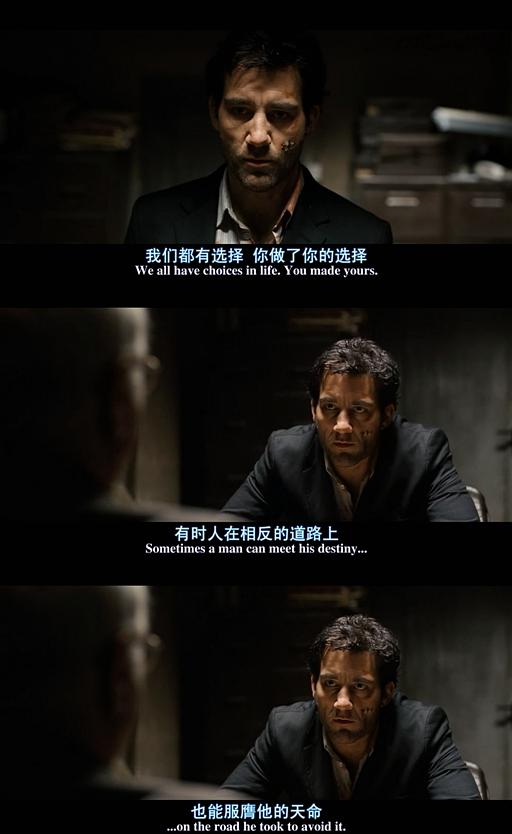 我们都有选择 你做了你的选择
We all have choices in life. You made yours.
有时人在相反的道路上
Sometimes a man can meet his destiny...
也能服膺他的天命
...on the road he took to avoid it.